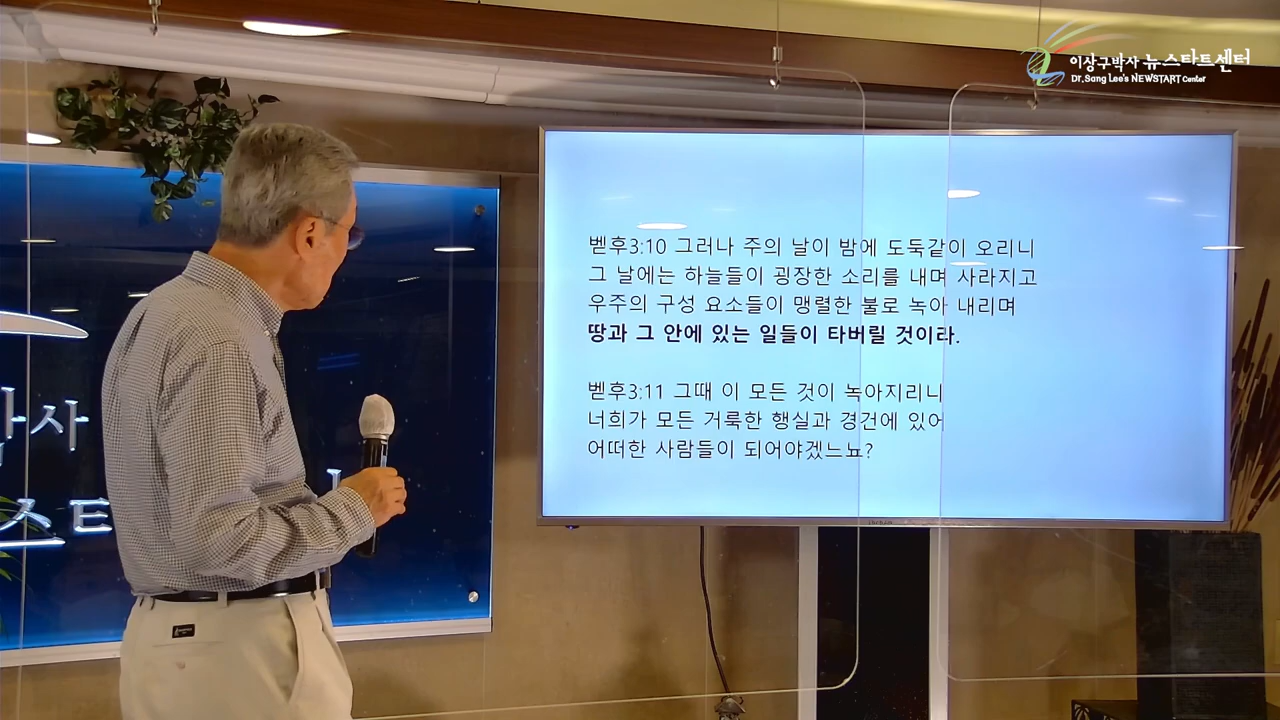 이상구박사 뉴스타트센터
Dr. Sang Lee's NEWSTART Center
벧후3:10 그러나 주의 날이 밤에 도둑같이 오리니
그 날에는 하늘들이 굉장한 소리를 내며 사라지고
우주의 구성 요소들이 맹렬한 불로 녹아 내리며
땅과 그 안에 있는 일들이 타버릴 것이라.
벧후3:11 그때 이 모든 것이 녹아지리니
너희가 모든 거룩한 행실과 경건에 있어
어떠한 사람들이 되어야겠느뇨?
사
스트